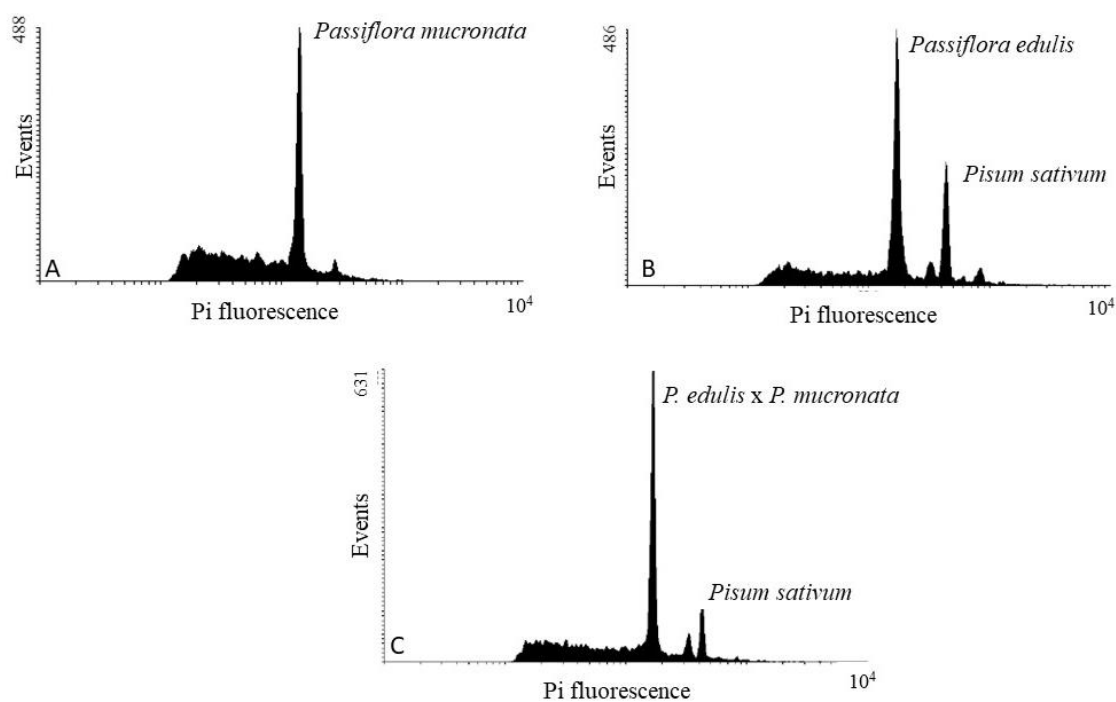 488
Passiflora mucronata
Events
A
Pi fluorescence
10⁴
486
Passiflora edulis
Pisum sativum
Events
B
Pi fluorescence
10⁴
631
P. edulis x P. mucronata
Pisum sativum
Events
C
Pi fluorescence
10⁴